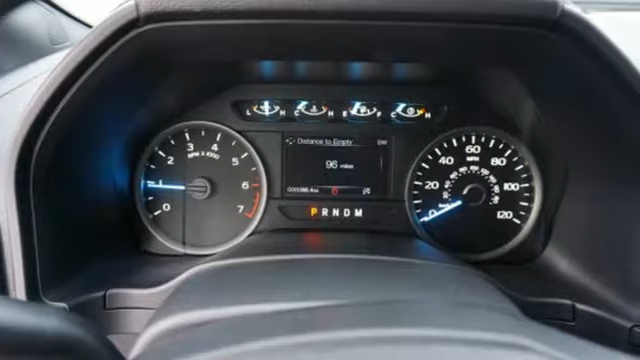 L H C H E F C H
Distance to Empty
96 miles
P R N D M
0 1 2 3 4 5 6 7
RPM X 1000
0 20 40 60 80 100 120
MPH